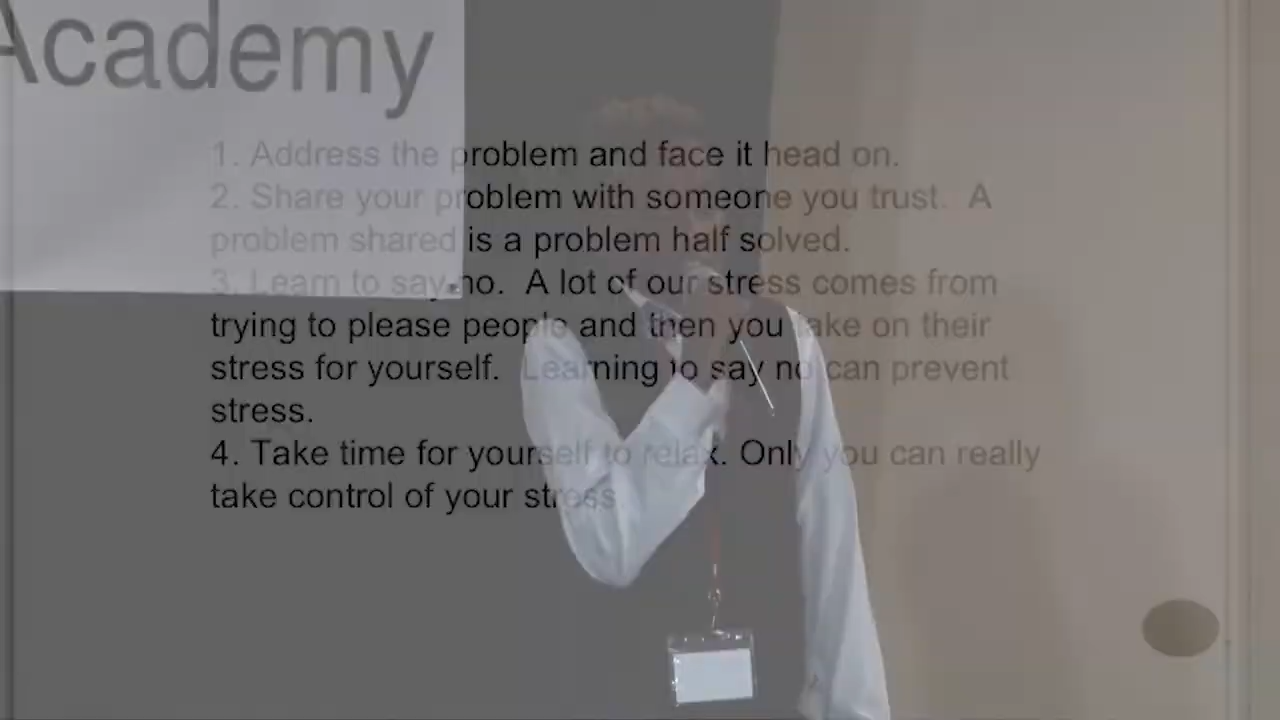 Academy
1. Address the problem and face it head on.
2. Share your problem with someone you trust.  A
problem shared is a problem half solved.
3. Learn to say no.  A lot of our stress comes from
trying to please people and then you take on their
stress for yourself.  Learning to say no can prevent
stress.
4. Take time for yourself to relax. Only you can really
take control of your stress.